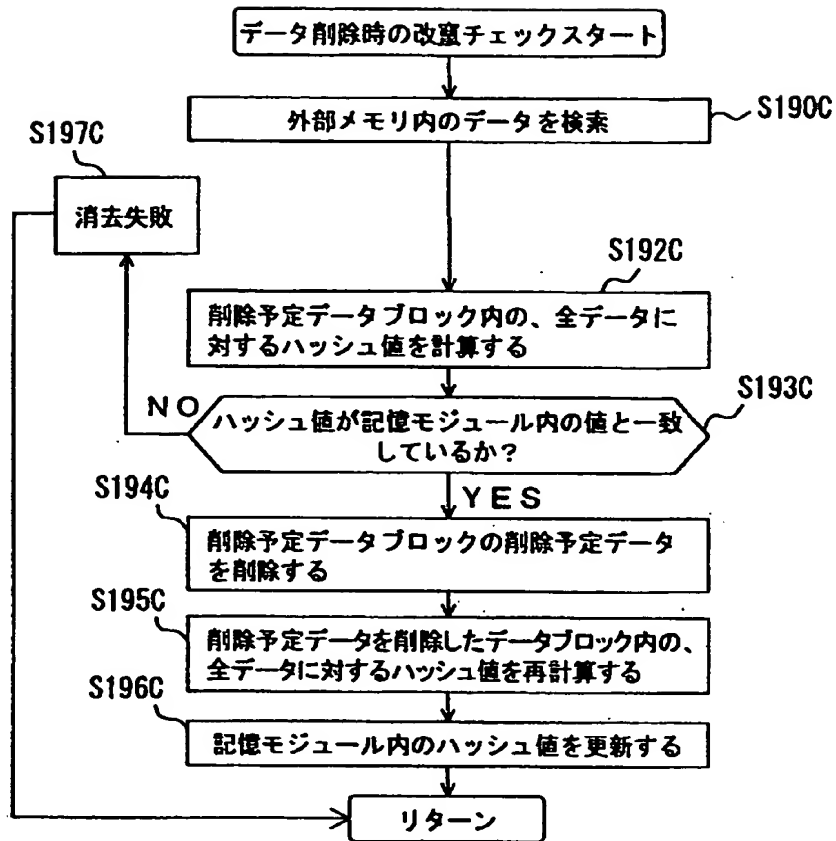 データ削除時の改竄チェックスタート
S190C
外部メモリ内のデータを検索
S197C
消去失敗
S192C
削除予定データブロック内の、全データに
対するハッシュ値を計算する
S193C
NO
ハッシュ値が記憶モジュール内の値と一致
しているか？
S194C
YES
削除予定データブロックの削除予定データ
を削除する
S195C
削除予定データを削除したデータブロック内の、
全データに対するハッシュ値を再計算する
S196C
記憶モジュール内のハッシュ値を更新する
リターン